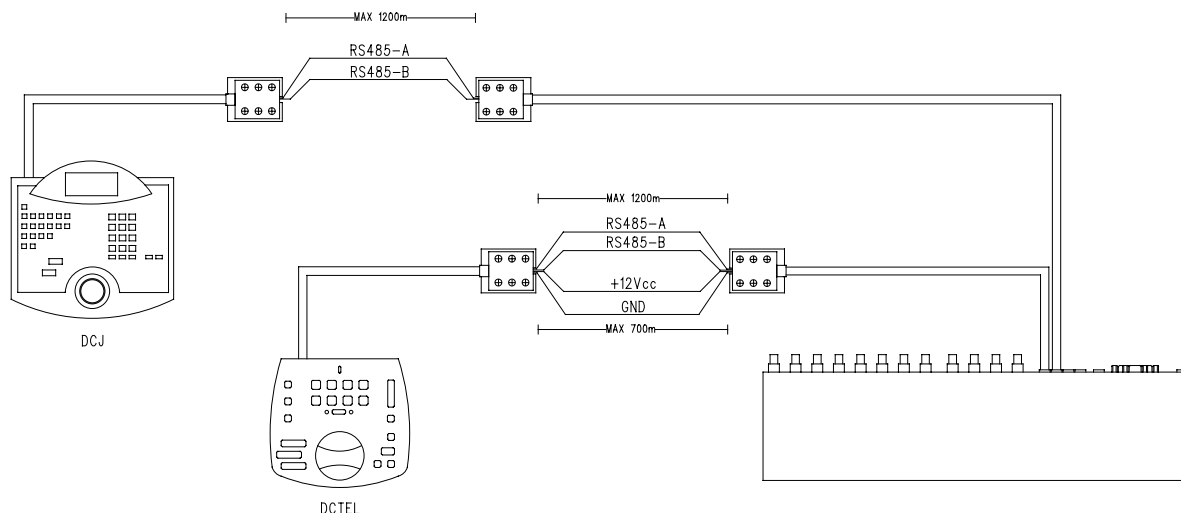 MAX 1200m
RS485-A
RS485-B
MAX 1200m
RS485-A
RS485-B
+12Vcc
GND
MAX 700m
DCJ
DCTEL